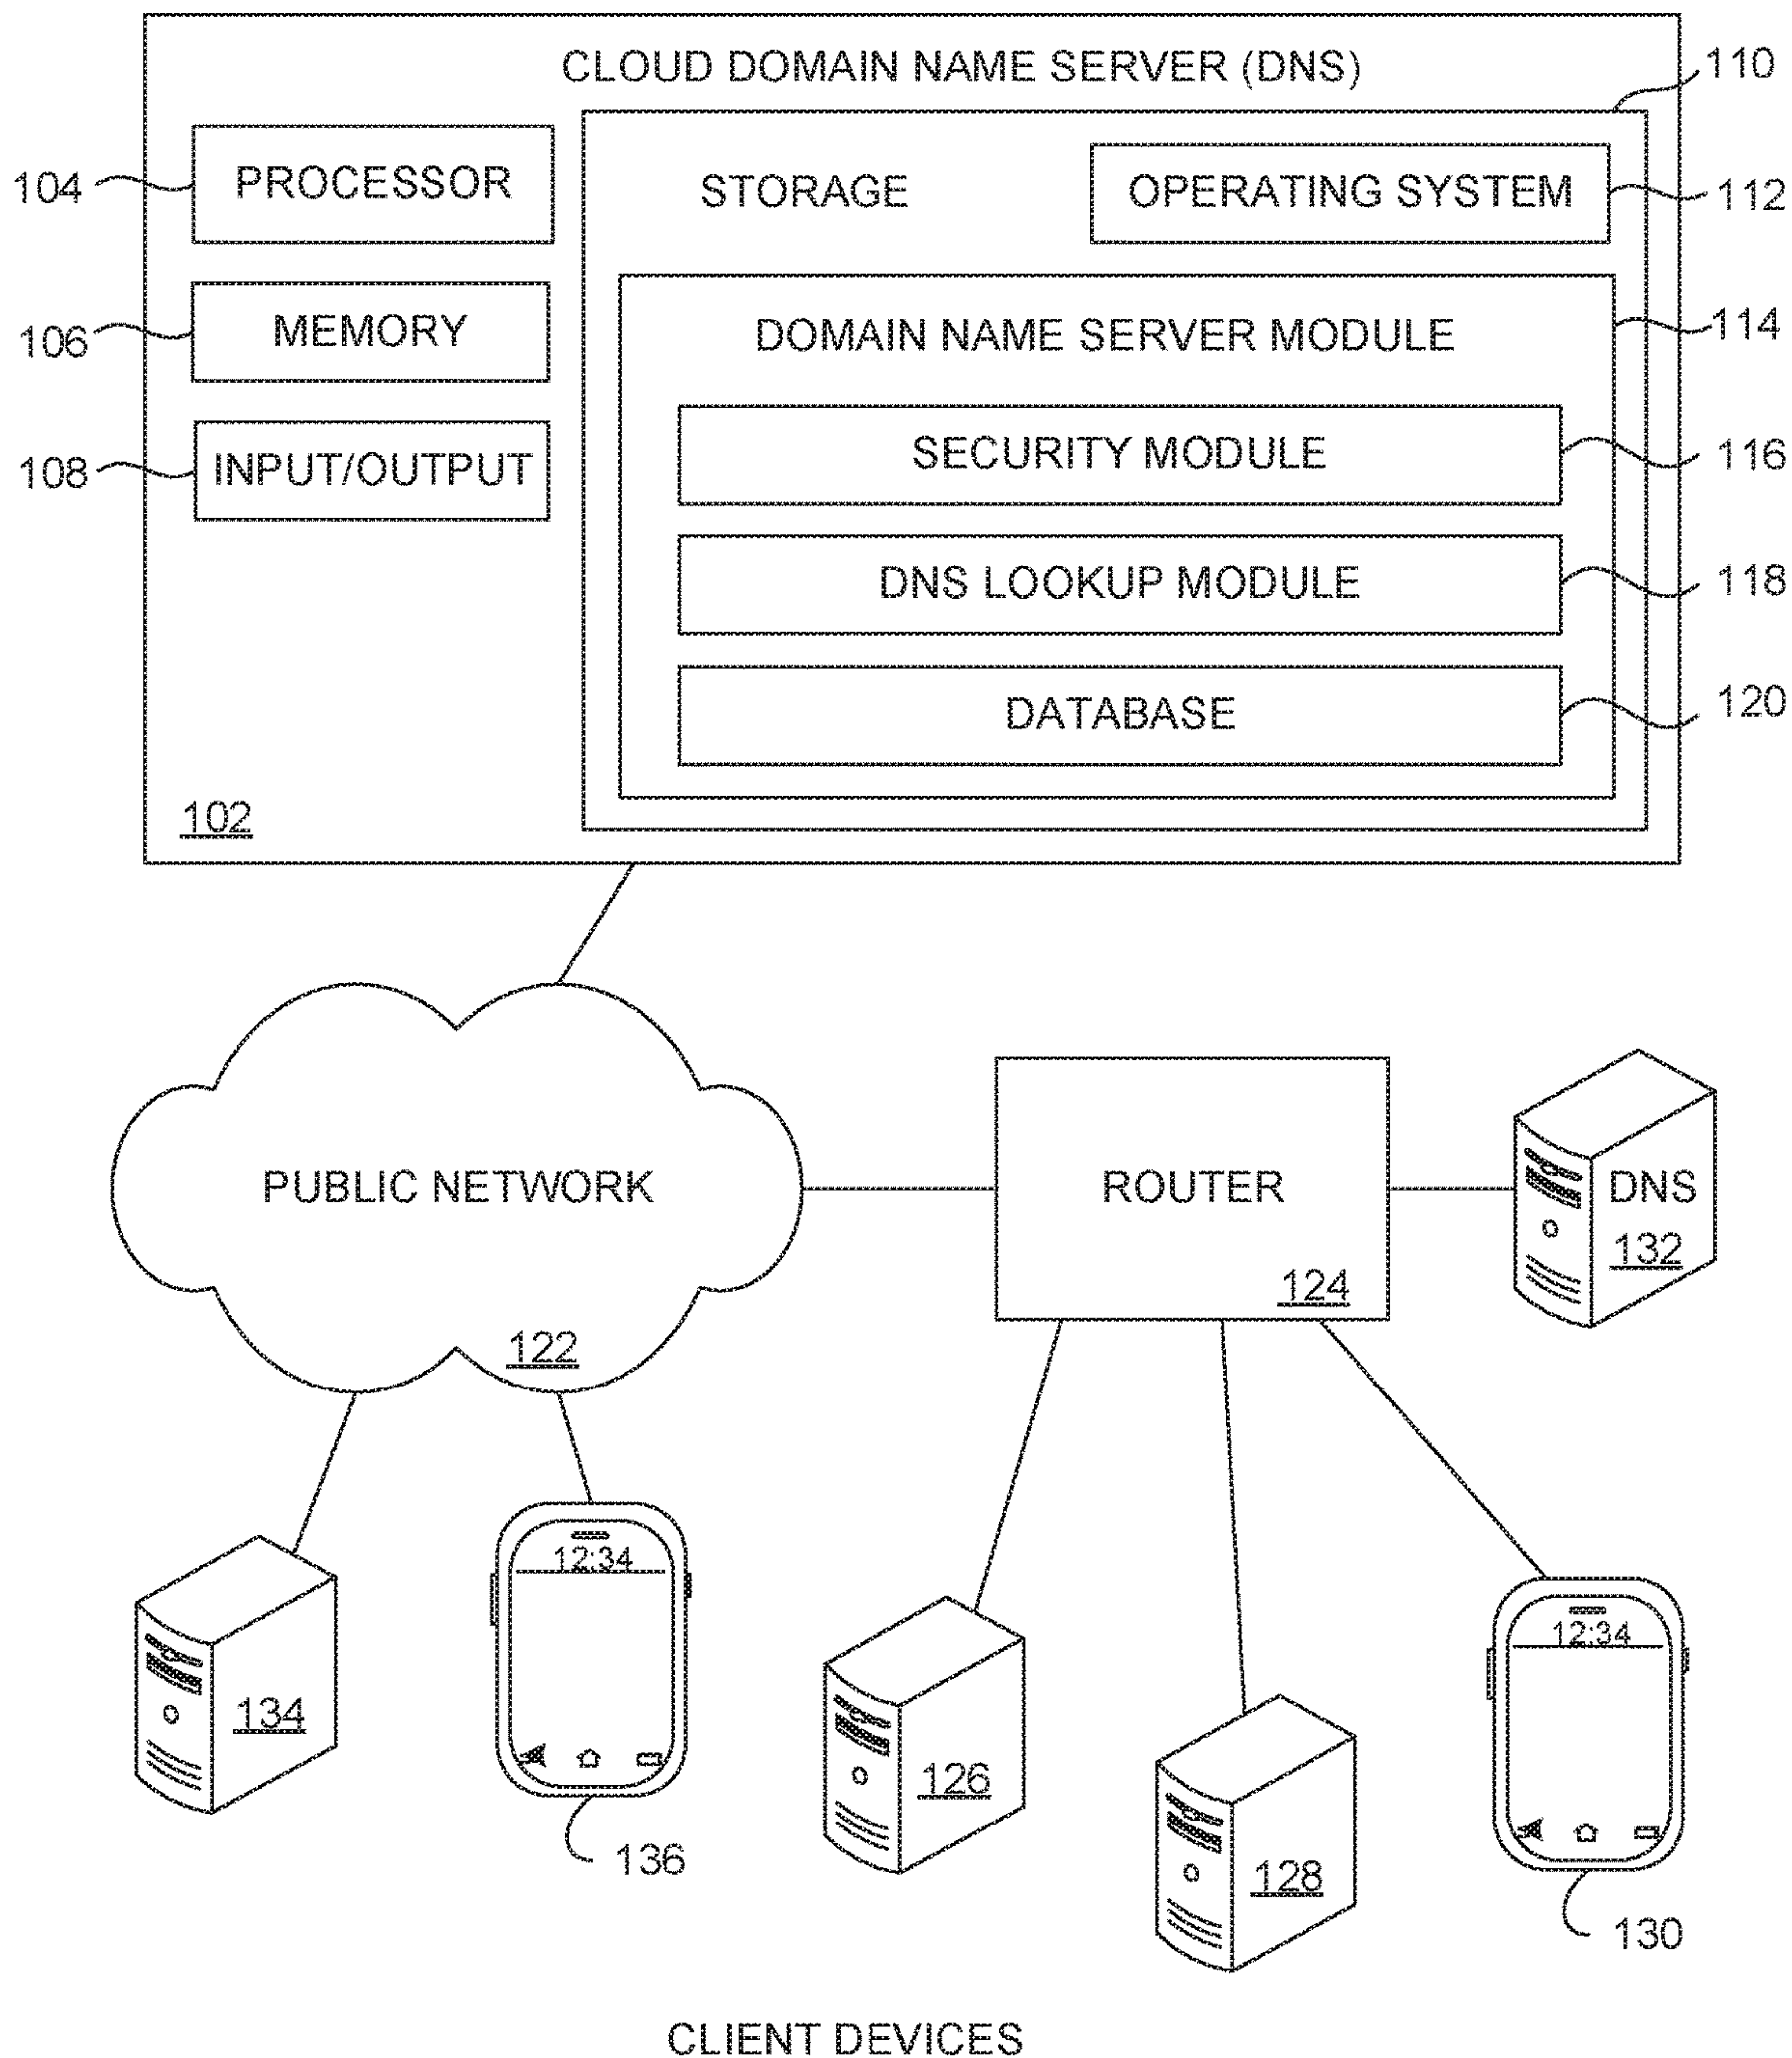 CLOUD DOMAIN NAME SERVER (DNS)
110
PROCESSOR
104
STORAGE
OPERATING SYSTEM
112
MEMORY
106
DOMAIN NAME SERVER MODULE
114
INPUT/OUTPUT
108
SECURITY MODULE
116
DNS LOOKUP MODULE
118
DATABASE
120
102
PUBLIC NETWORK
122
ROUTER
124
DNS
132
12:34
134
136
12:34
126
128
130
CLIENT DEVICES